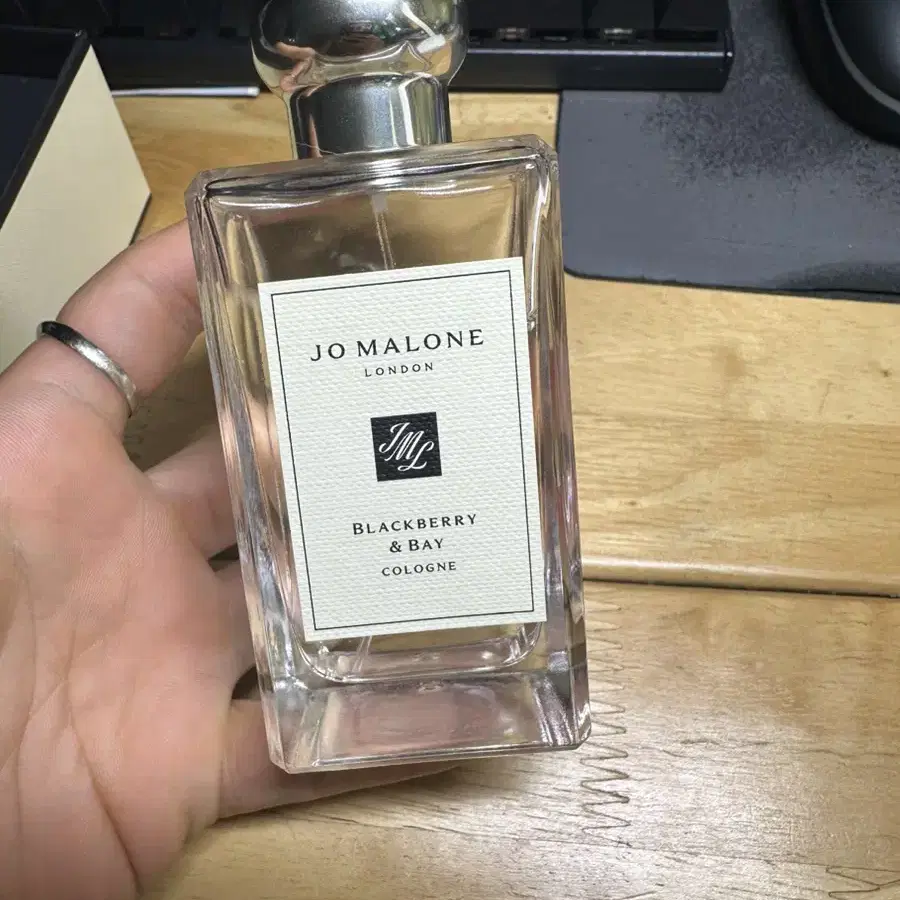 JO MALONE
LONDON
JML
BLACKBERRY
& BAY
COLOGNE